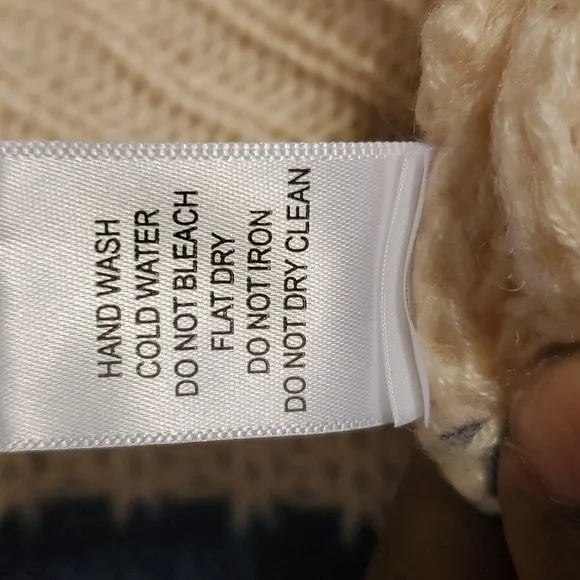 HAND WASH
COLD WATER
DO NOT BLEACH
FLAT DRY
DO NOT IRON
DO NOT DRY CLEAN